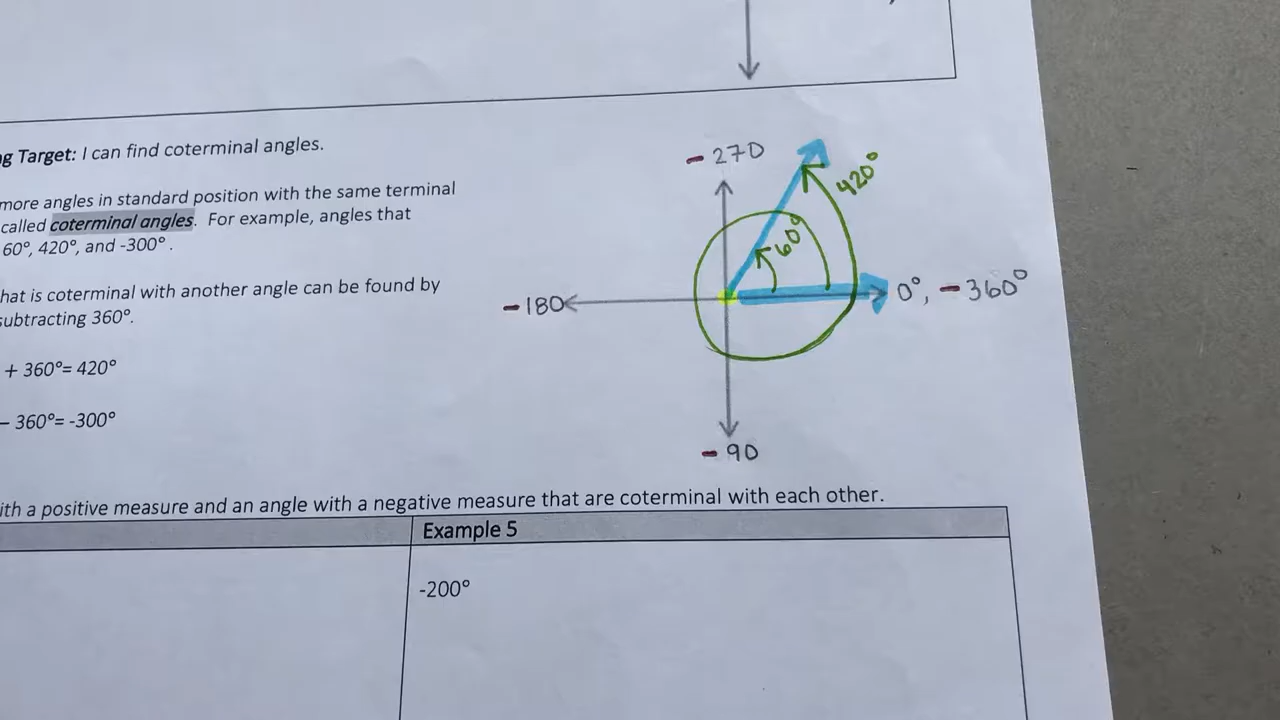 g Target: I can find coterminal angles.
more angles in standard position with the same terminal
called coterminal angles. For example, angles that
60°, 420°, and -300° .
hat is coterminal with another angle can be found by
subtracting 360°.
+ 360°= 420°
– 360°= -300°
- 270
420°
60°
- 180
0°, - 360°
- 90
ith a positive measure and an angle with a negative measure that are coterminal with each other.
Example 5
-200°